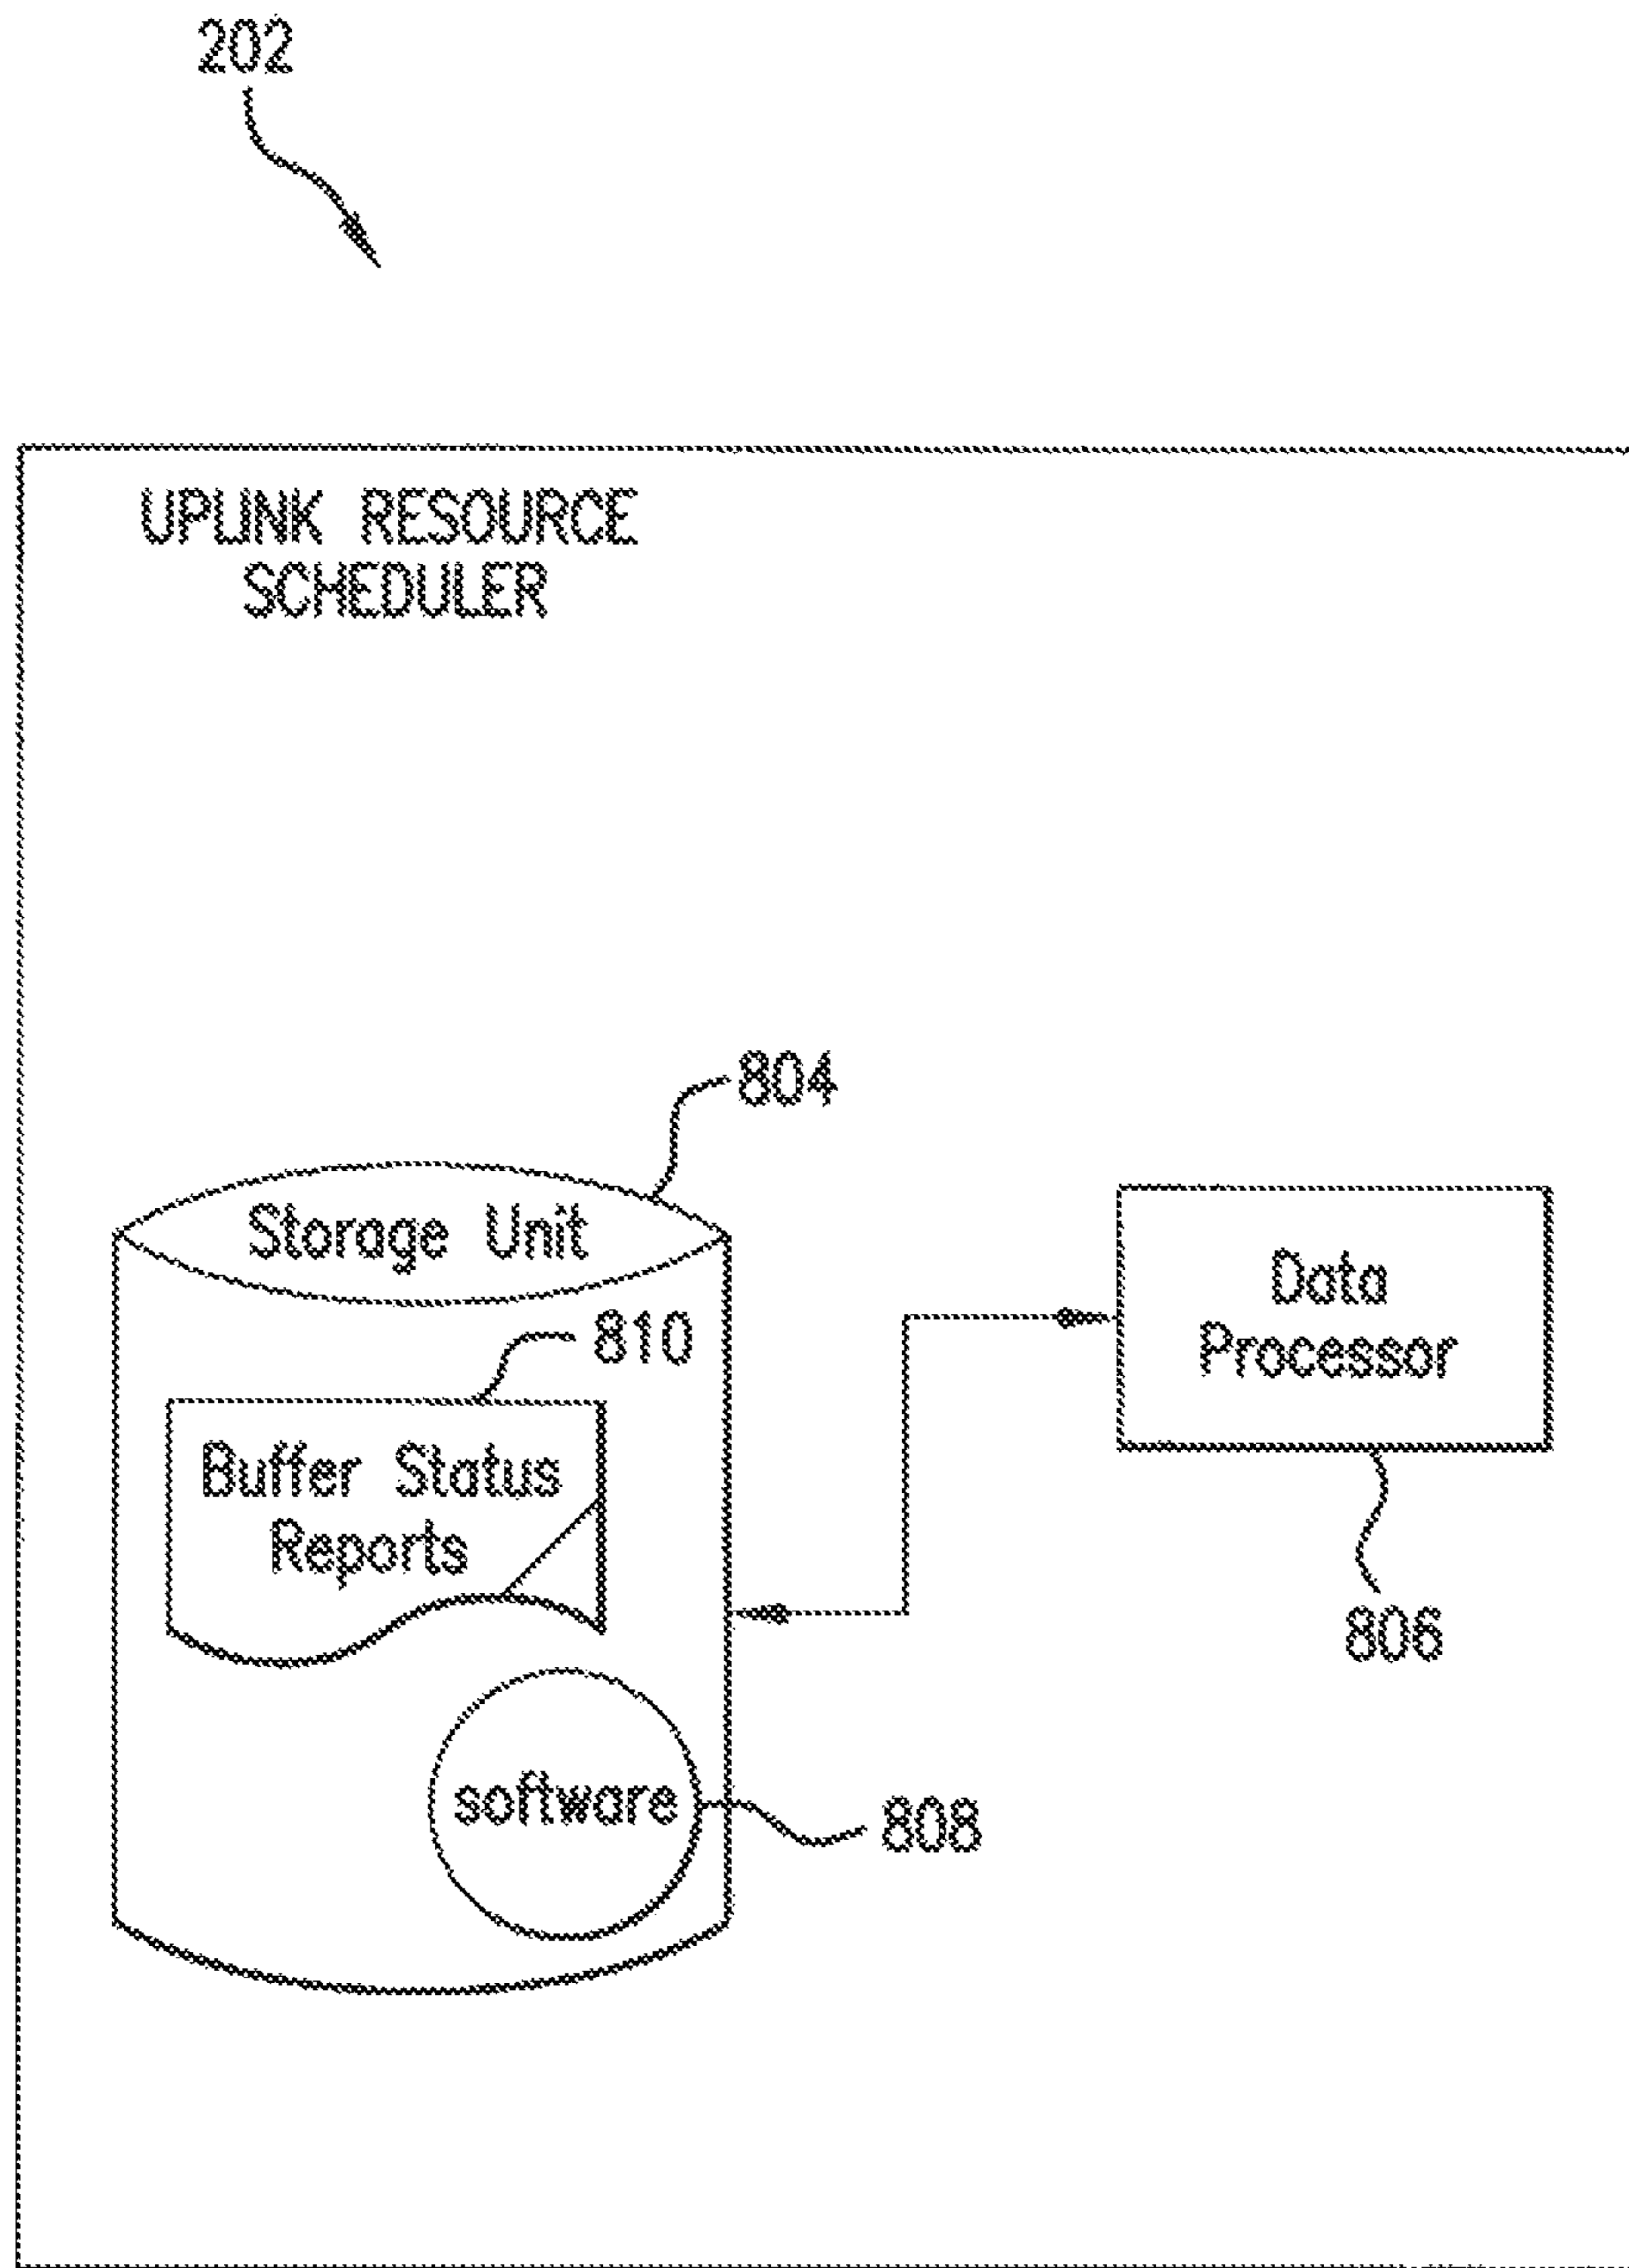 202
UPLINK RESOURCE
SCHEDULER
804
Storage Unit
810
Buffer Status
Reports
Data
Processor
806
software
808